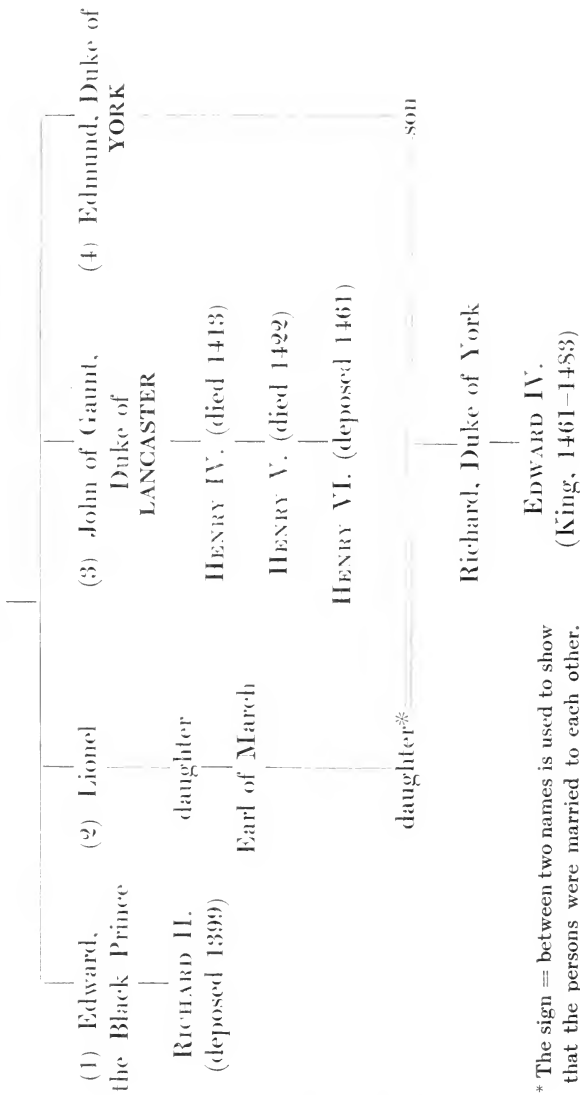 (1) Edward,
the Black Prince
RICHARD II.
(deposed 1399)
(2) Lionel
daughter
Earl of March
daughter*
(3) John of Gaunt,
Duke of
LANCASTER
HENRY IV. (died 1413)
HENRY V. (died 1422)
HENRY VI. (deposed 1461)
(4) Edmund, Duke of
YORK
son
Richard, Duke of York
EDWARD IV.
(King, 1461–1483)
* The sign = between two names is used to show
that the persons were married to each other.